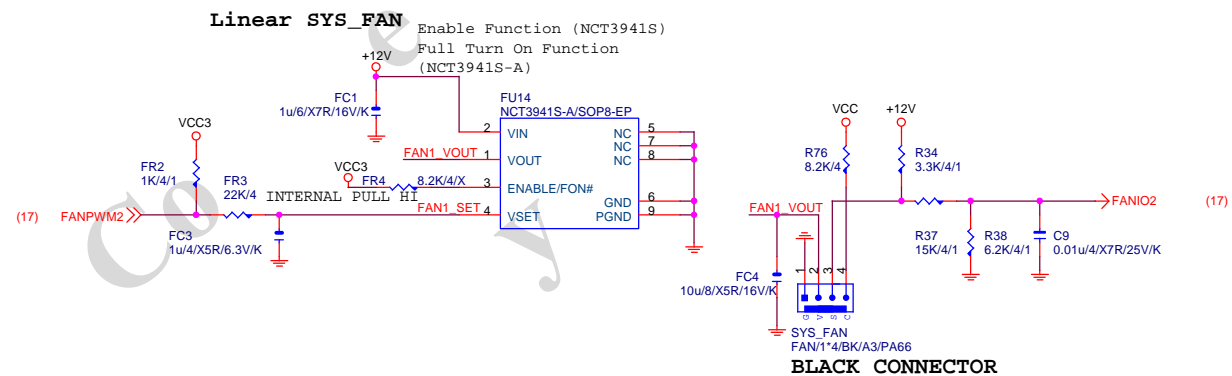 Linear SYS_FAN
Enable Function (NCT3941S)
Full Turn On Function
(NCT3941S-A)
+12V
FC1
1u/6/X7R/16V/K
FU14
NCT3941S-A/SOP8-EP
2
VIN
1
VOUT
3
ENABLE/FON#
4
VSET
NC
5
NC
7
NC
8
GND
6
PGND
9
FAN1_VOUT
VCC3
FR4
8.2K/4/X
INTERNAL PULL HI
FAN1_SET
VCC3
FR2
1K/4/1
FR3
22K/4
(17)
FANPWM2
FC3
1u/4/X5R/6.3V/K
VCC
+12V
R76
8.2K/4
R34
3.3K/4/1
FAN1_VOUT
FANIO2
(17)
R37
15K/4/1
R38
6.2K/4/1
C9
0.01u/4/X7R/25V/K
FC4
10u/8/X5R/16V/K
1
2
3
4
G
V
S
C
SYS_FAN
FAN/1*4/BK/A3/PA66
BLACK CONNECTOR
Co
e
y